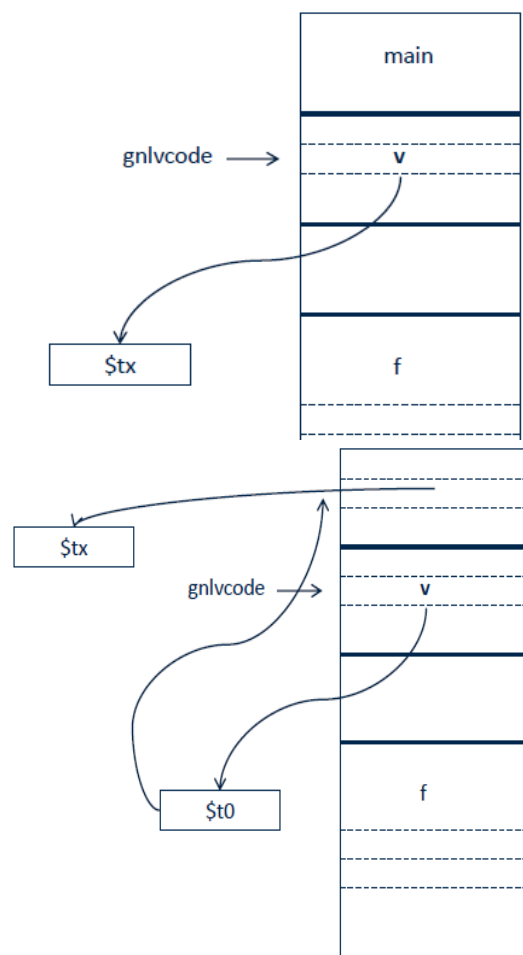 main
gnlvcode
v
$tx
f
$tx
gnlvcode
v
f
$t0